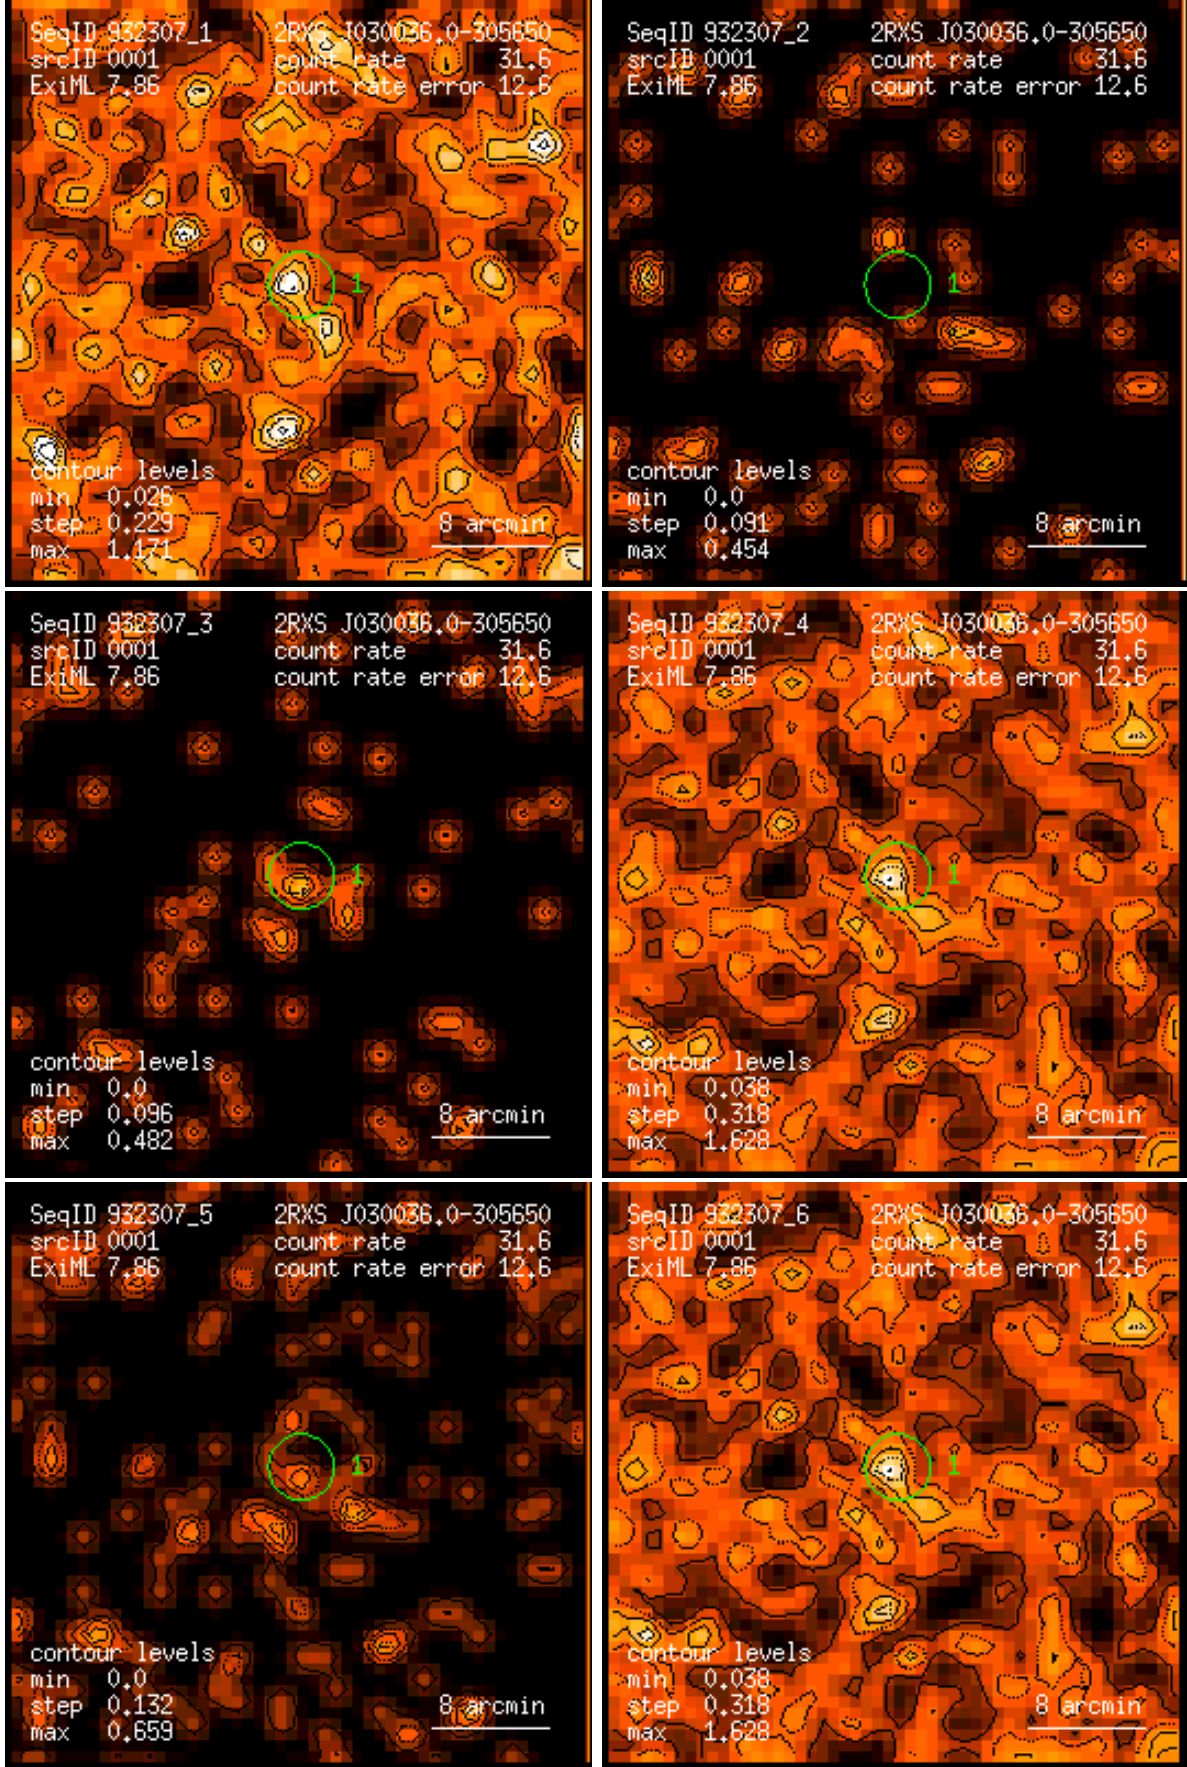 SeqID 932307_1 2RXS J030036.0-305650
srcID 0001 count rate 31.6
ExiML 7.86 count rate error 12.6
1
contour levels
min 0.026
step 0.229
max 1.171
8 arcmin
SeqID 932307_2 2RXS J030036.0-305650
srcID 0001 count rate 31.6
ExiML 7.86 count rate error 12.6
1
contour levels
min 0.0
step 0.091
max 0.454
8 arcmin
SeqID 932307_3 2RXS J030036.0-305650
srcID 0001 count rate 31.6
ExiML 7.86 count rate error 12.6
1
contour levels
min 0.0
step 0.096
max 0.482
8 arcmin
SeqID 932307_4 2RXS J030036.0-305650
srcID 0001 count rate 31.6
ExiML 7.86 count rate error 12.6
1
contour levels
min 0.038
step 0.318
max 1.628
8 arcmin
SeqID 932307_5 2RXS J030036.0-305650
srcID 0001 count rate 31.6
ExiML 7.86 count rate error 12.6
1
contour levels
min 0.0
step 0.132
max 0.659
8 arcmin
SeqID 932307_6 2RXS J030036.0-305650
srcID 0001 count rate 31.6
ExiML 7.86 count rate error 12.6
1
contour levels
min 0.038
step 0.318
max 1.628
8 arcmin